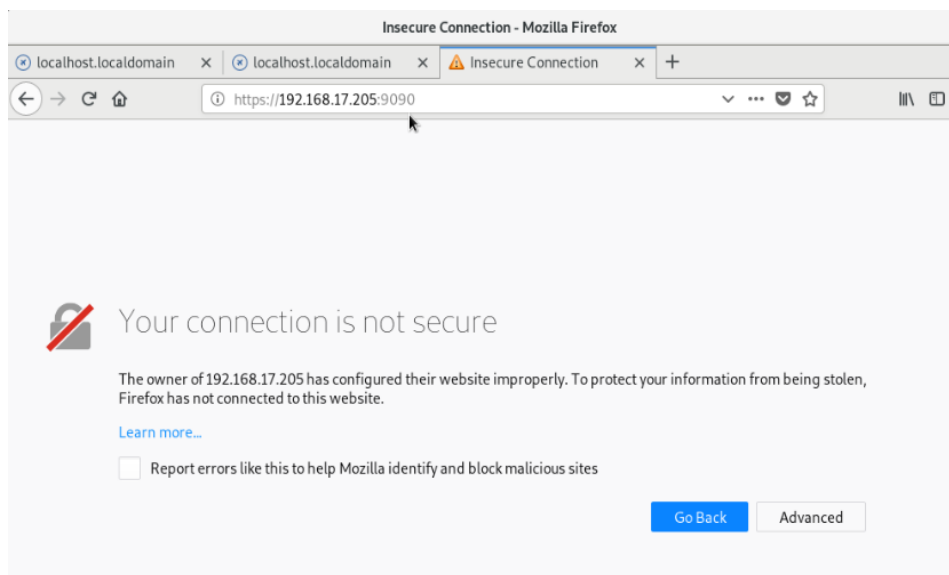 Insecure Connection - Mozilla Firefox
localhost.localdomain localhost.localdomain Insecure Connection
https://192.168.17.205:9090
Your connection is not secure
The owner of 192.168.17.205 has configured their website improperly. To protect your information from being stolen,
Firefox has not connected to this website.
Learn more...
Report errors like this to help Mozilla identify and block malicious sites
Go Back Advanced